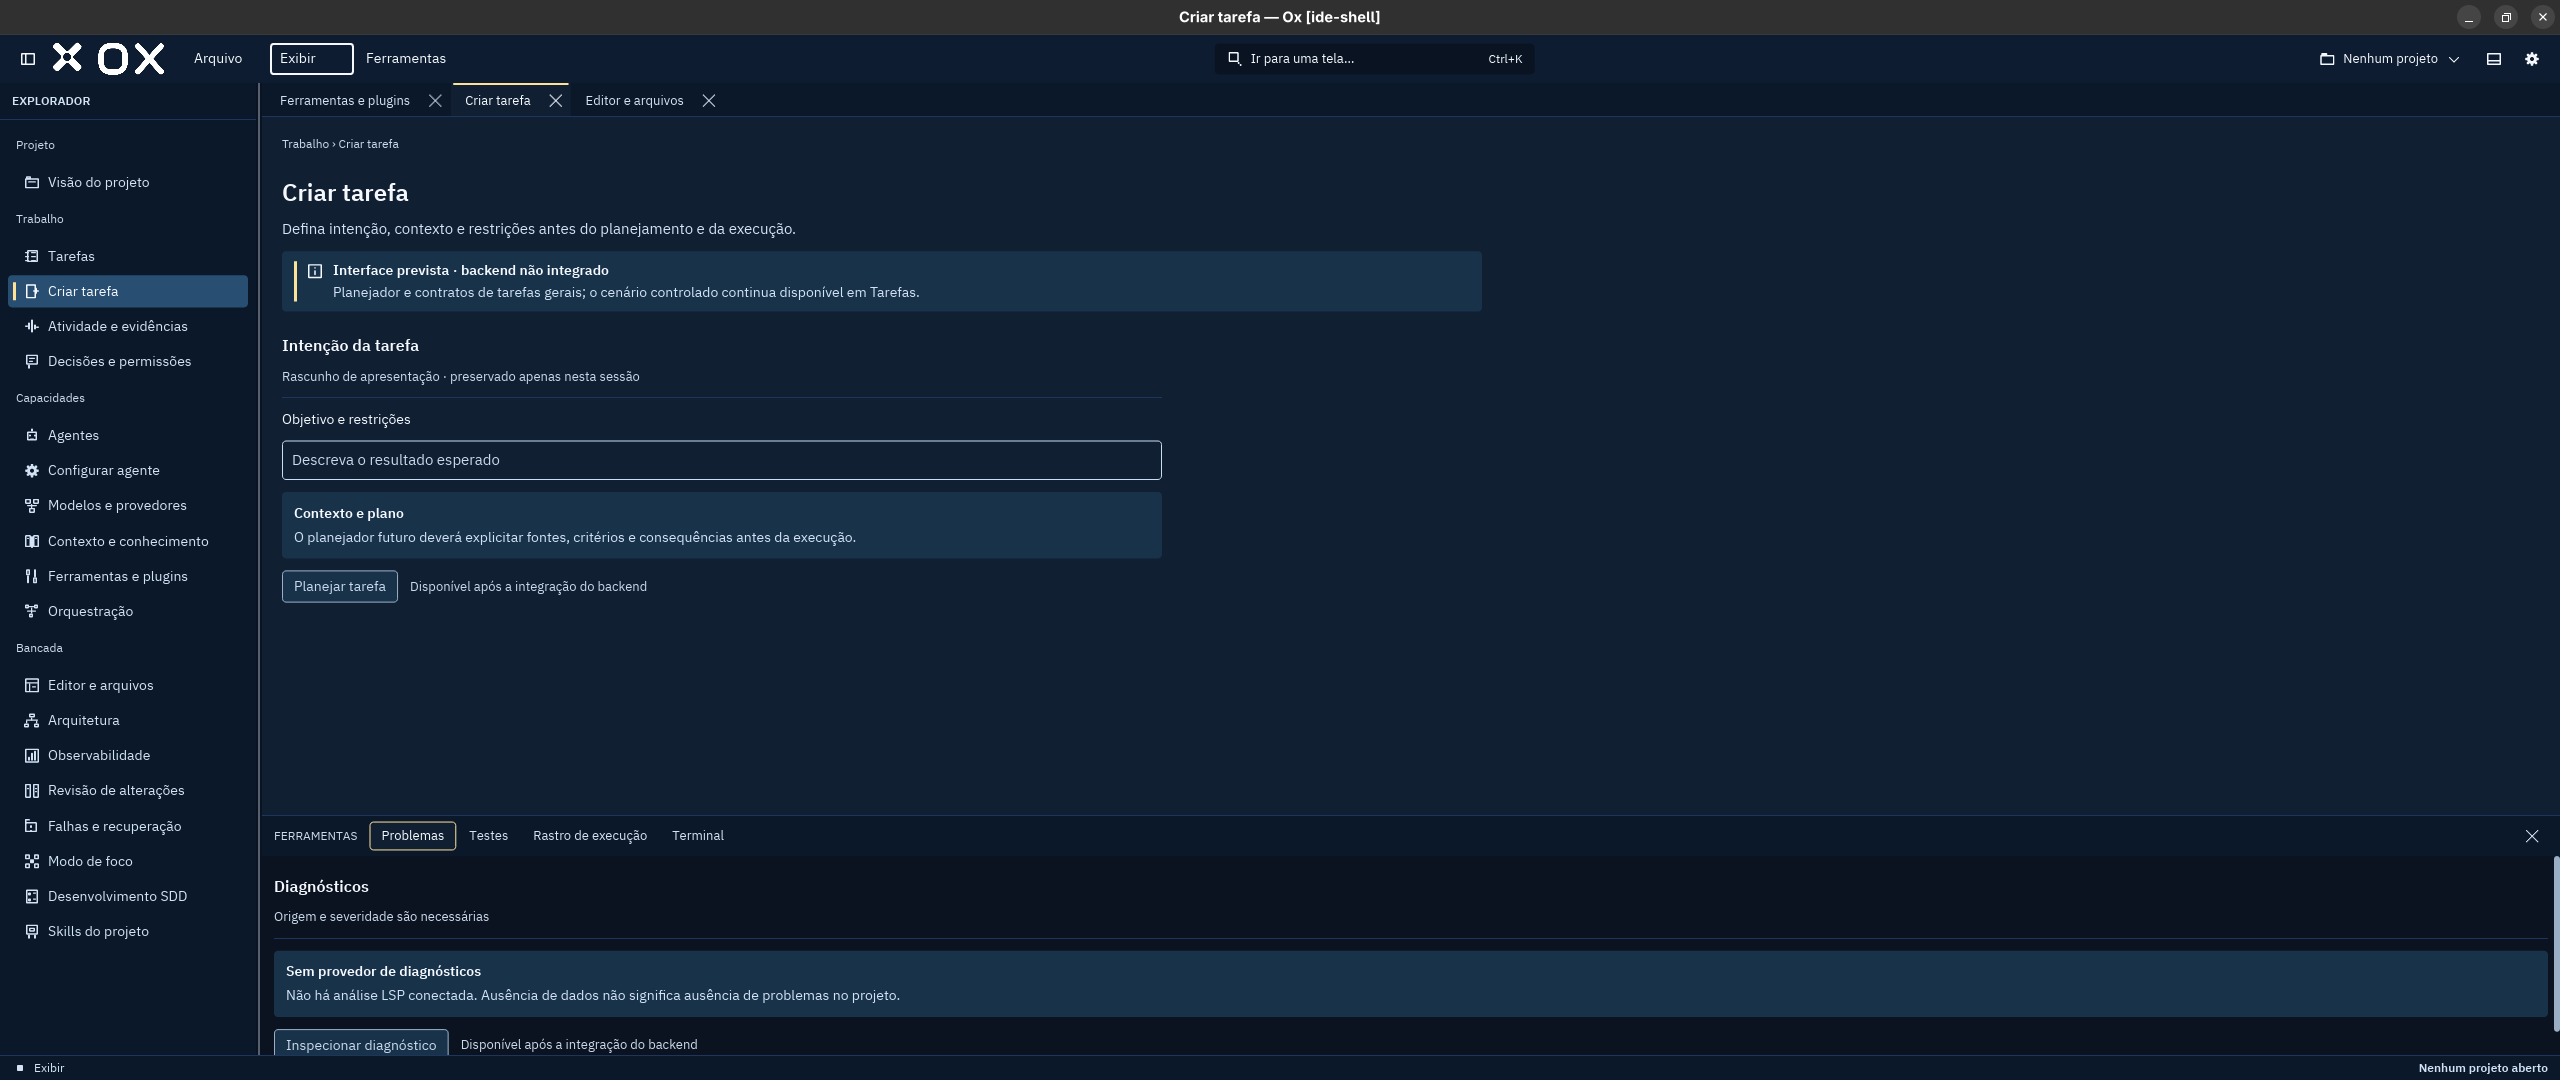 Criar tarefa — Ox [ide-shell]
OX Arquivo Exibir Ferramentas Ir para uma tela... Ctrl+K Nenhum projeto
EXPLORADOR
Ferramentas e plugins Criar tarefa Editor e arquivos
Projeto
Visão do projeto
Trabalho
Tarefas
Criar tarefa
Atividade e evidências
Decisões e permissões
Capacidades
Agentes
Configurar agente
Modelos e provedores
Contexto e conhecimento
Ferramentas e plugins
Orquestração
Bancada
Editor e arquivos
Arquitetura
Observabilidade
Revisão de alterações
Falhas e recuperação
Modo de foco
Desenvolvimento SDD
Skills do projeto
Trabalho › Criar tarefa
Criar tarefa
Defina intenção, contexto e restrições antes do planejamento e da execução.
Interface prevista · backend não integrado
Planejador e contratos de tarefas gerais; o cenário controlado continua disponível em Tarefas.
Intenção da tarefa
Rascunho de apresentação · preservado apenas nesta sessão
Objetivo e restrições
Descreva o resultado esperado
Contexto e plano
O planejador futuro deverá explicitar fontes, critérios e consequências antes da execução.
Planejar tarefa Disponível após a integração do backend
FERRAMENTAS Problemas Testes Rastro de execução Terminal
Diagnósticos
Origem e severidade são necessárias
Sem provedor de diagnósticos
Não há análise LSP conectada. Ausência de dados não significa ausência de problemas no projeto.
Inspecionar diagnóstico Disponível após a integração do backend
Exibir Nenhum projeto aberto